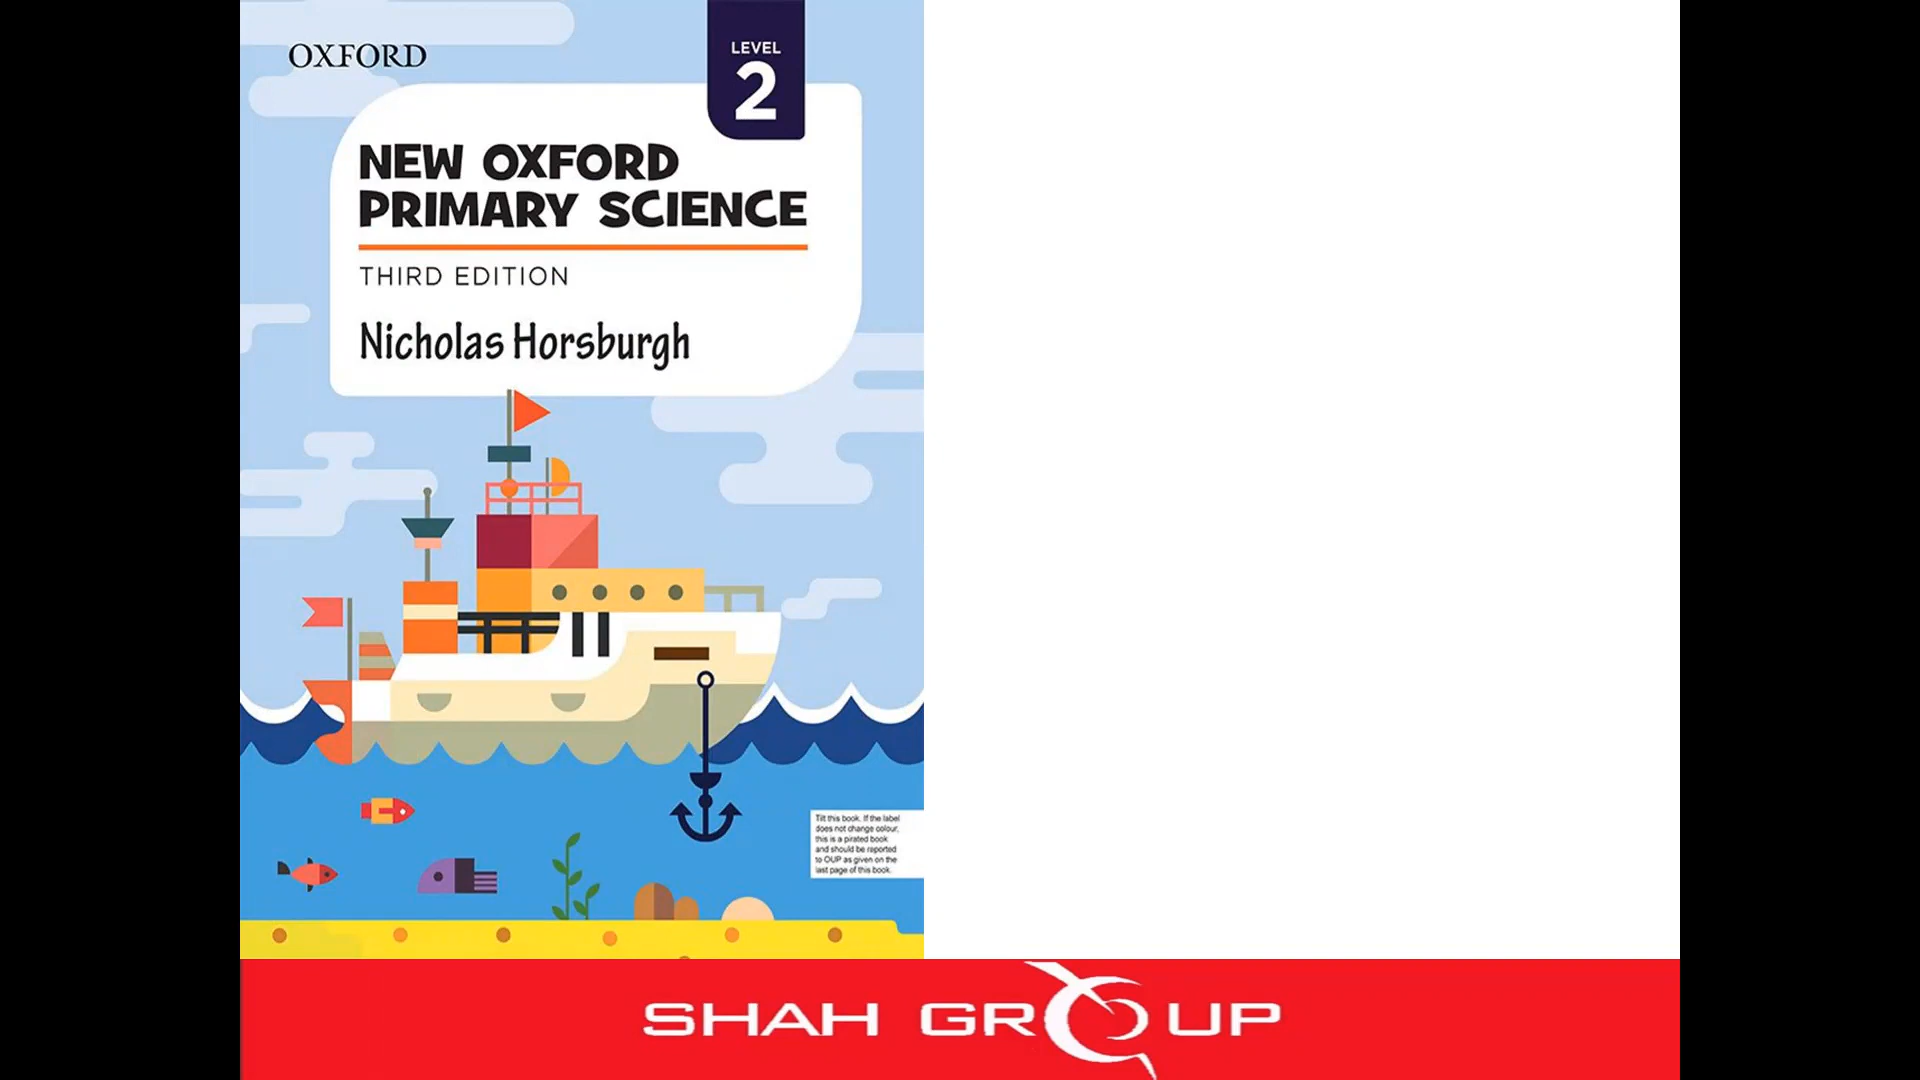 OXFORD
LEVEL
2
NEW OXFORD
PRIMARY SCIENCE
THIRD EDITION
Nicholas Horsburgh
Tilt this book. If the label
does not change colour,
this is a pirated book
and should be reported
to OUP as given on the
last page of this book.
SHAH GROUP